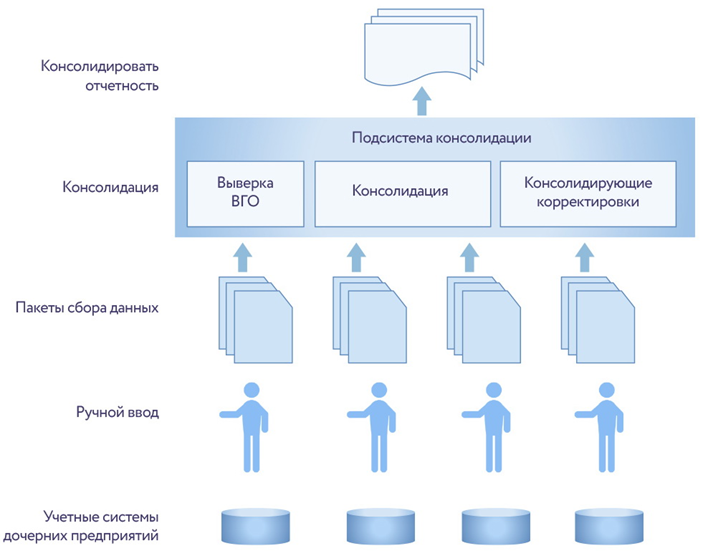 Консолидировать
отчетность
Подсистема консолидации
Консолидация
Выверка
ВГО
Консолидация
Консолидирующие
корректировки
Пакеты сбора данных
Ручной ввод
Учетные системы
дочерних предприятий